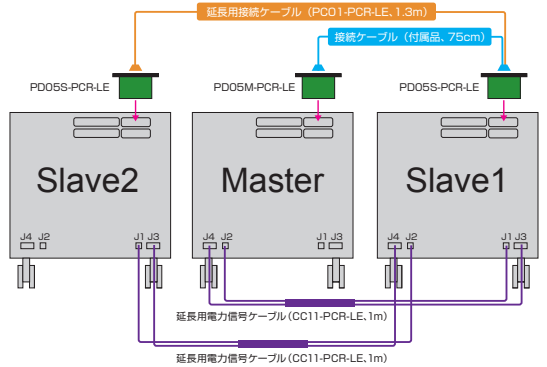 延長用接続ケーブル（PC01-PCR-LE、1.3m）
接続ケーブル（付属品、75cm）
PD05S-PCR-LE
PD05M-PCR-LE
PD05S-PCR-LE
Slave2
Master
Slave1
J4 J2
J1 J3
J4 J2
J1 J3
J4 J2
J1 J3
延長用電力信号ケーブル（CC11-PCR-LE、1m）
延長用電力信号ケーブル（CC11-PCR-LE、1m）